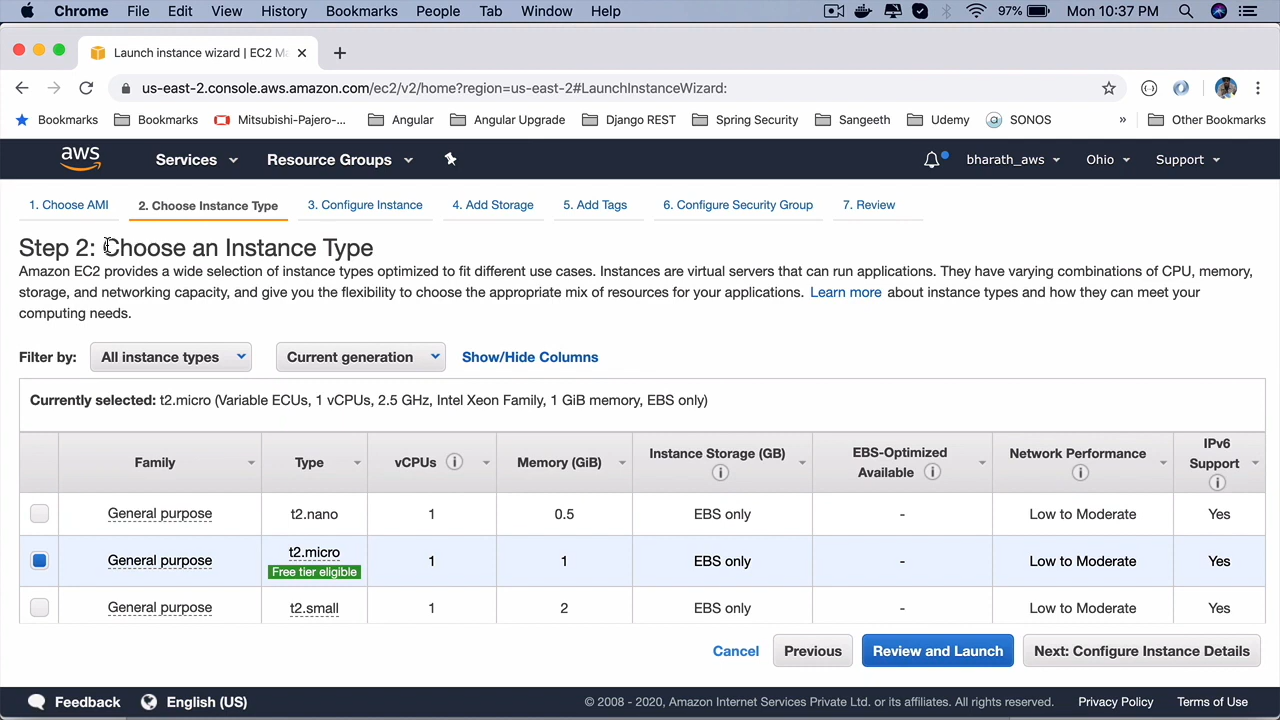 Chrome File Edit View History Bookmarks People Tab Window Help 97% Mon 10:37 PM
Launch instance wizard | EC2 Ma
us-east-2.console.aws.amazon.com/ec2/v2/home?region=us-east-2#LaunchInstanceWizard:
Bookmarks Bookmarks Mitsubishi-Pajero-... Angular Angular Upgrade Django REST Spring Security Sangeeth Udemy SONOS » Other Bookmarks
aws Services Resource Groups bharath_aws Ohio Support
1. Choose AMI 2. Choose Instance Type 3. Configure Instance 4. Add Storage 5. Add Tags 6. Configure Security Group 7. Review
Step 2: Choose an Instance Type
Amazon EC2 provides a wide selection of instance types optimized to fit different use cases. Instances are virtual servers that can run applications. They have varying combinations of CPU, memory,
storage, and networking capacity, and give you the flexibility to choose the appropriate mix of resources for your applications. Learn more about instance types and how they can meet your
computing needs.
Filter by: All instance types Current generation Show/Hide Columns
Currently selected: t2.micro (Variable ECUs, 1 vCPUs, 2.5 GHz, Intel Xeon Family, 1 GiB memory, EBS only)
Family Type vCPUs Memory (GiB) Instance Storage (GB) EBS-Optimized Available Network Performance IPv6 Support
General purpose t2.nano 1 0.5 EBS only - Low to Moderate Yes
General purpose t2.micro Free tier eligible 1 1 EBS only - Low to Moderate Yes
General purpose t2.small 1 2 EBS only - Low to Moderate Yes
Cancel Previous Review and Launch Next: Configure Instance Details
Feedback English (US) © 2008 - 2020, Amazon Internet Services Private Ltd. or its affiliates. All rights reserved. Privacy Policy Terms of Use